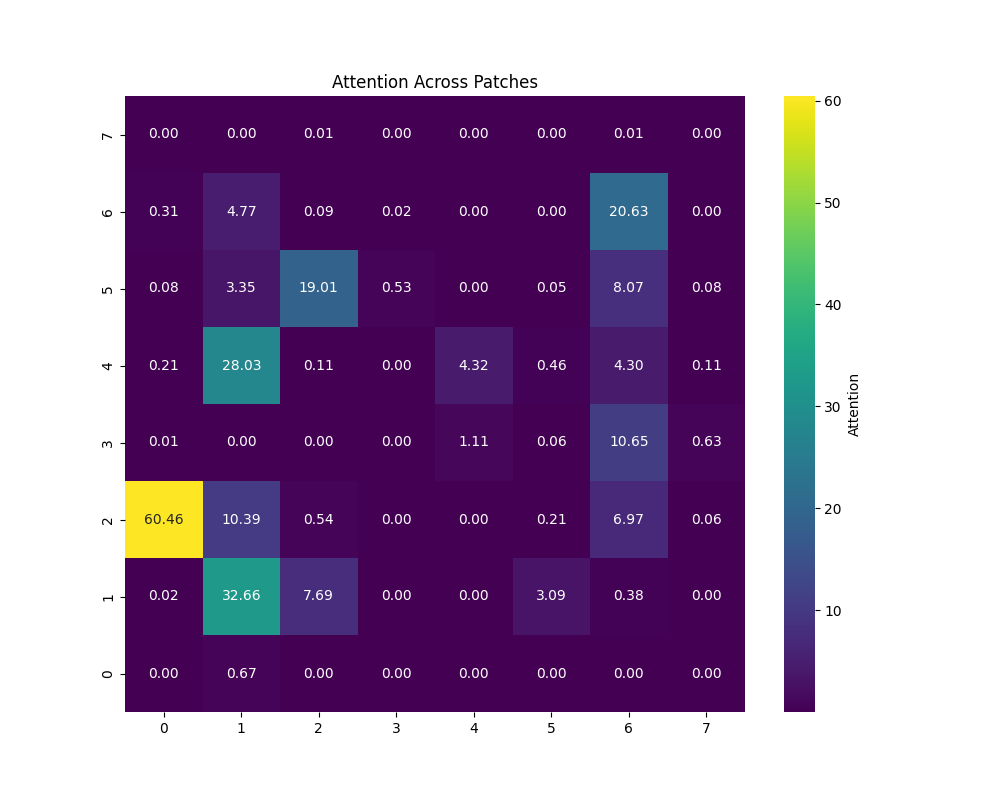 Attention Across Patches
7 0.00 0.00 0.01 0.00 0.00 0.00 0.01 0.00
6 0.31 4.77 0.09 0.02 0.00 0.00 20.63 0.00
5 0.08 3.35 19.01 0.53 0.00 0.05 8.07 0.08
4 0.21 28.03 0.11 0.00 4.32 0.46 4.30 0.11
3 0.01 0.00 0.00 0.00 1.11 0.06 10.65 0.63
2 60.46 10.39 0.54 0.00 0.00 0.21 6.97 0.06
1 0.02 32.66 7.69 0.00 0.00 3.09 0.38 0.00
0 0.00 0.67 0.00 0.00 0.00 0.00 0.00 0.00
0 1 2 3 4 5 6 7
60
50
40
30
20
10
Attention